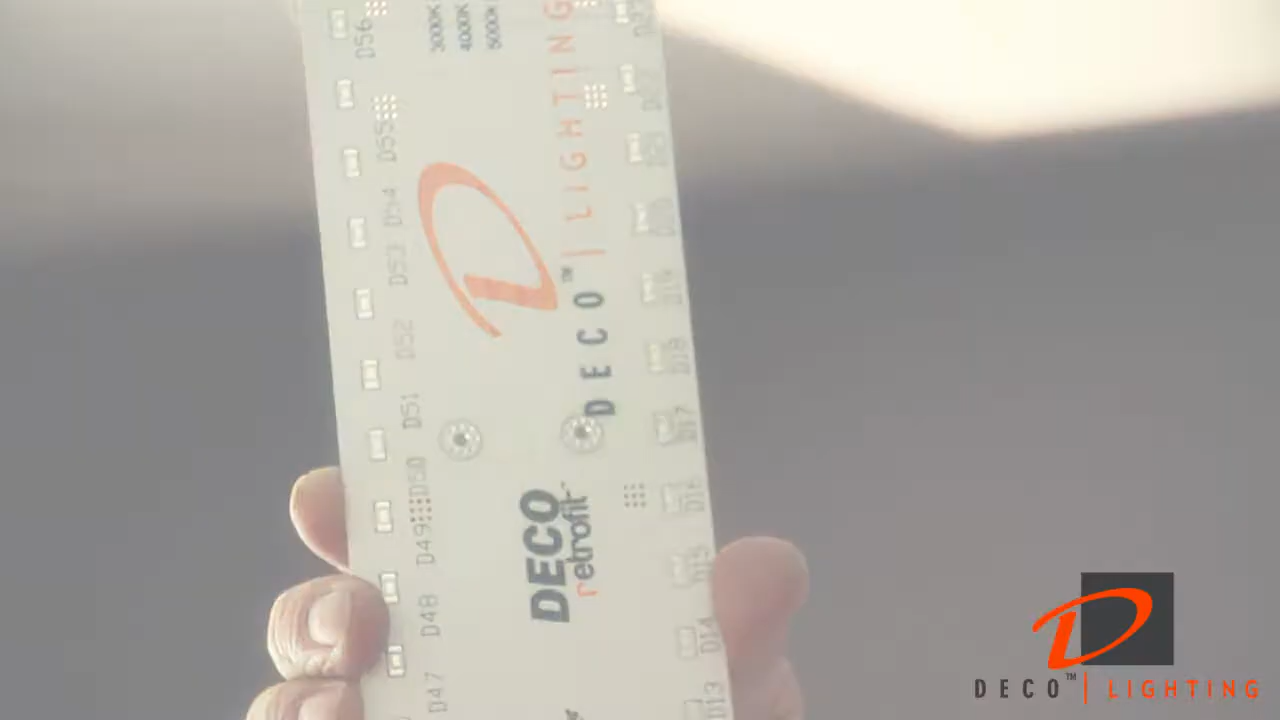 3000K
4000K
5000K
DECO™ | LIGHTING
DECO
retrofit
D56
D55
D54
D53
D52
D51
D50
D49
D48
D47
D18
D17
D16
D15
D14
D13
DECO™ | LIGHTING